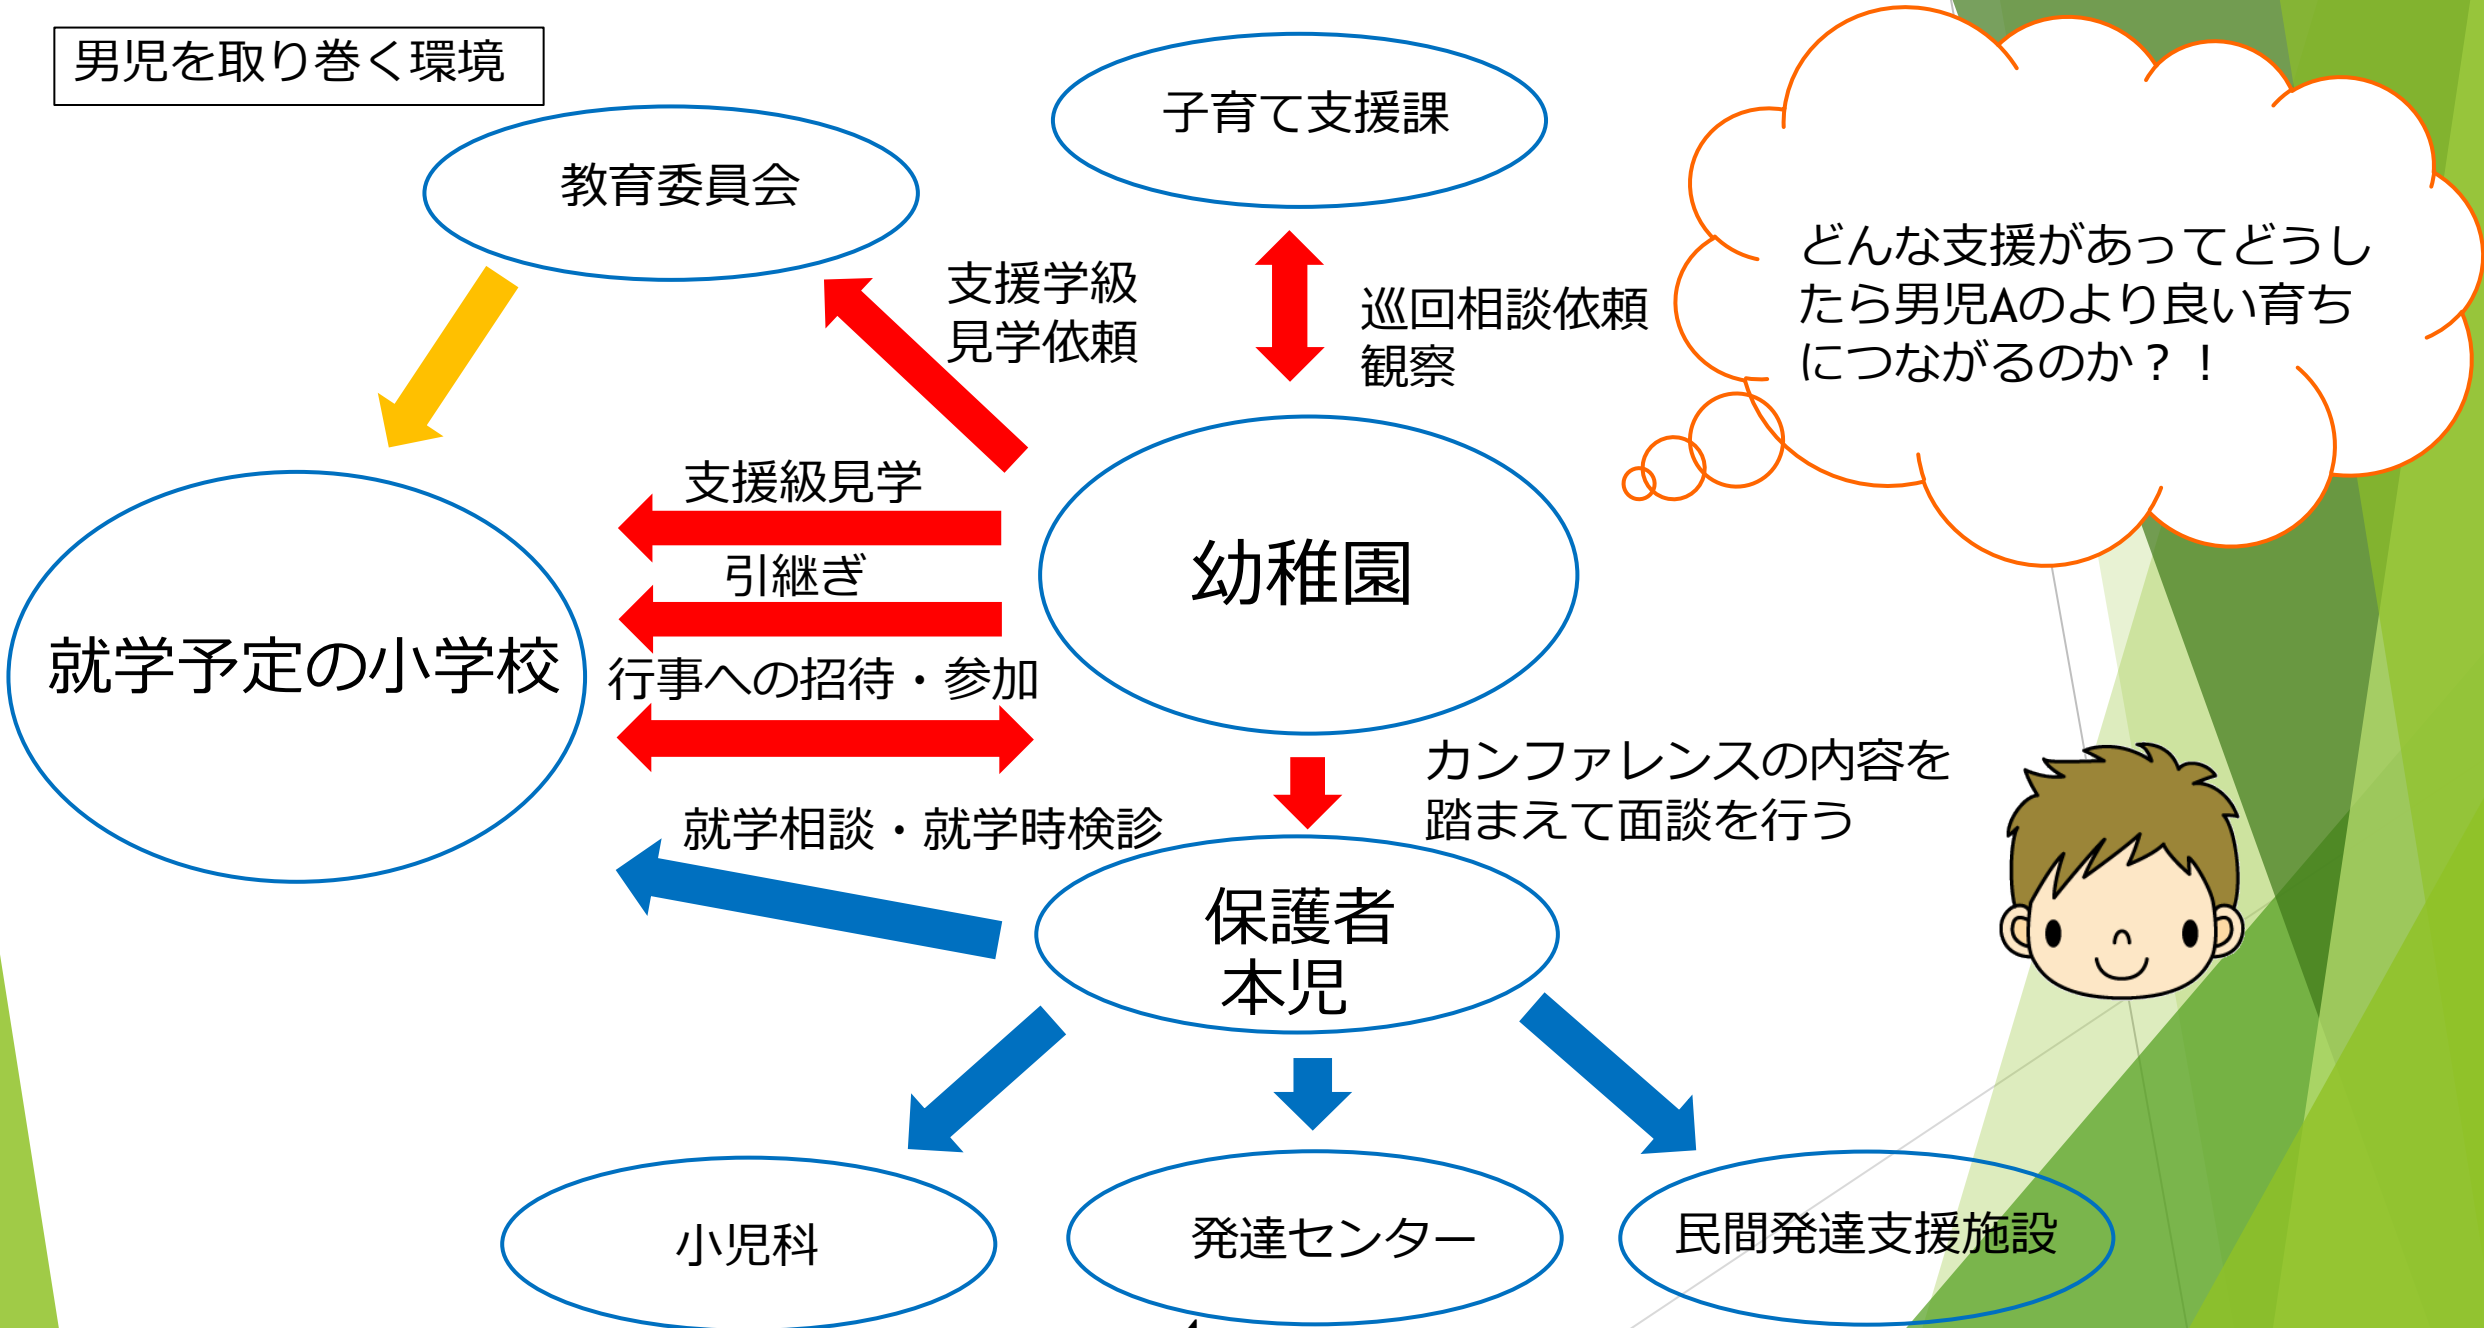 男児を取り巻く環境
子育て支援課
教育委員会
どんな支援があってどうし
たら男児Aのより良い育ち
につながるのか？！
支援学級
見学依頼
巡回相談依頼
観察
支援級見学
引継ぎ
幼稚園
就学予定の小学校
行事への招待・参加
カンファレンスの内容を
踏まえて面談を行う
就学相談・就学時検診
保護者
本児
小児科
発達センター
民間発達支援施設